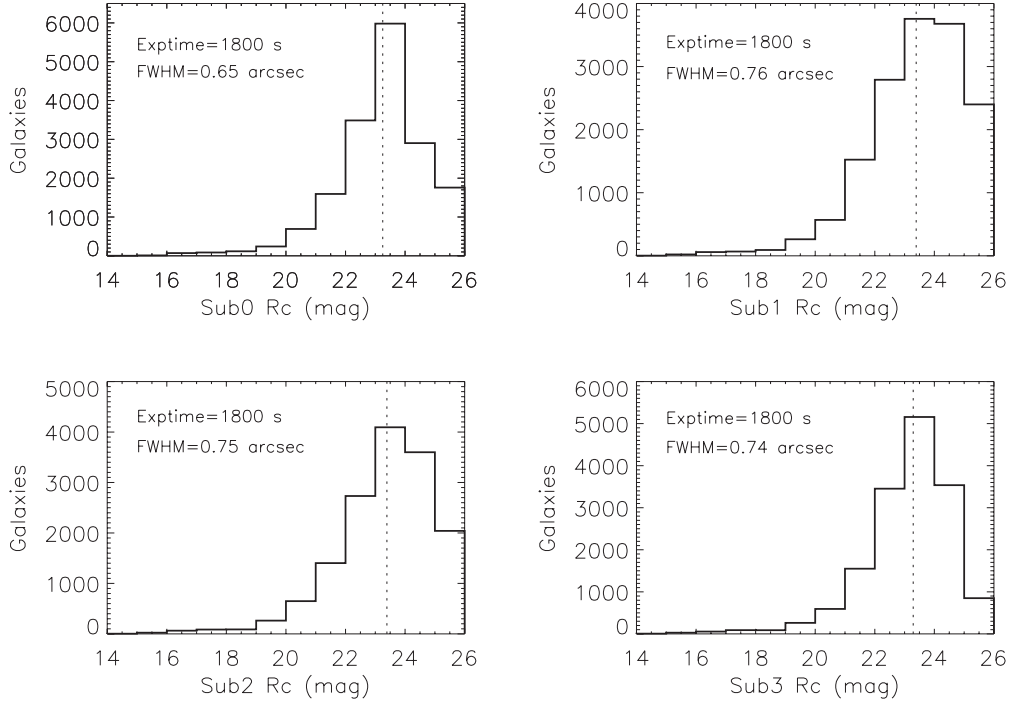 6000
5000
4000
3000
2000
1000
0
Galaxies
Exptime=1800 s
FWHM=0.65 arcsec
14 16 18 20 22 24 26
Sub0 Rc (mag)
4000
3000
2000
1000
0
Galaxies
Exptime=1800 s
FWHM=0.76 arcsec
14 16 18 20 22 24 26
Sub1 Rc (mag)
5000
4000
3000
2000
1000
0
Galaxies
Exptime=1800 s
FWHM=0.75 arcsec
14 16 18 20 22 24 26
Sub2 Rc (mag)
6000
5000
4000
3000
2000
1000
0
Galaxies
Exptime=1800 s
FWHM=0.74 arcsec
14 16 18 20 22 24 26
Sub3 Rc (mag)